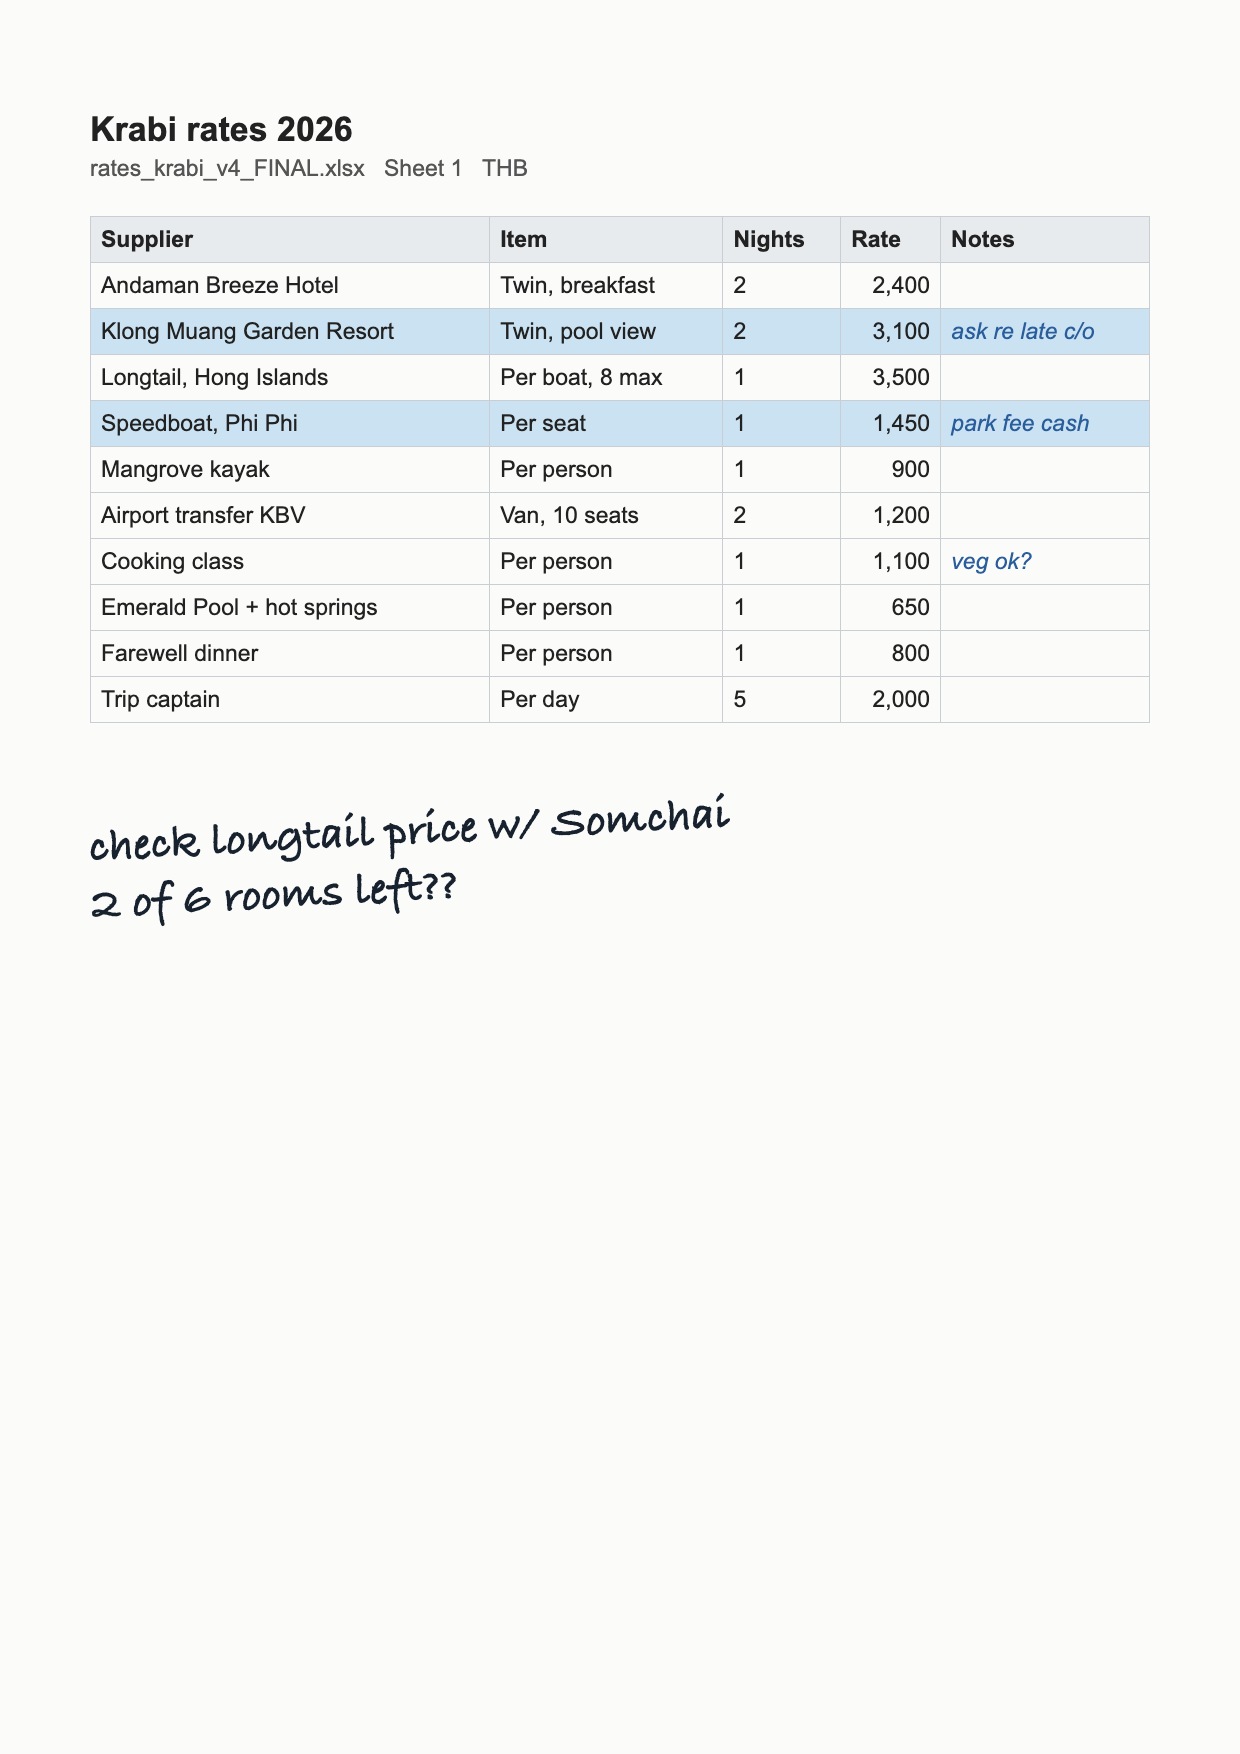 Krabi rates 2026
rates_krabi_v4_FINAL.xlsx Sheet 1 THB
Supplier Item Nights Rate Notes
Andaman Breeze Hotel Twin, breakfast 2 2,400
Klong Muang Garden Resort Twin, pool view 2 3,100 ask re late c/o
Longtail, Hong Islands Per boat, 8 max 1 3,500
Speedboat, Phi Phi Per seat 1 1,450 park fee cash
Mangrove kayak Per person 1 900
Airport transfer KBV Van, 10 seats 2 1,200
Cooking class Per person 1 1,100 veg ok?
Emerald Pool + hot springs Per person 1 650
Farewell dinner Per person 1 800
Trip captain Per day 5 2,000
check longtail price w/ Somchai
2 of 6 rooms left??